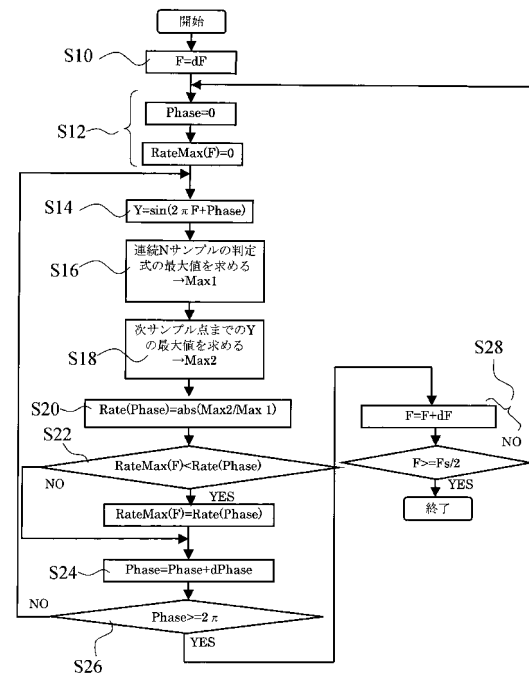 開始
S10
F=dF
S12
Phase=0
RateMax(F)=0
S14
Y=sin(2πF+Phase)
S16
連続Nサンプルの判定
式の最大値を求める
→Max1
S18
次サンプル点までのY
の最大値を求める
→Max2
S20
Rate(Phase)=abs(Max2/Max 1)
S22
RateMax(F)<Rate(Phase)
NO
YES
RateMax(F)=Rate(Phase)
S24
Phase=Phase+dPhase
NO
Phase>=2π
YES
S26
S28
F=F+dF
NO
F>=Fs/2
YES
終了